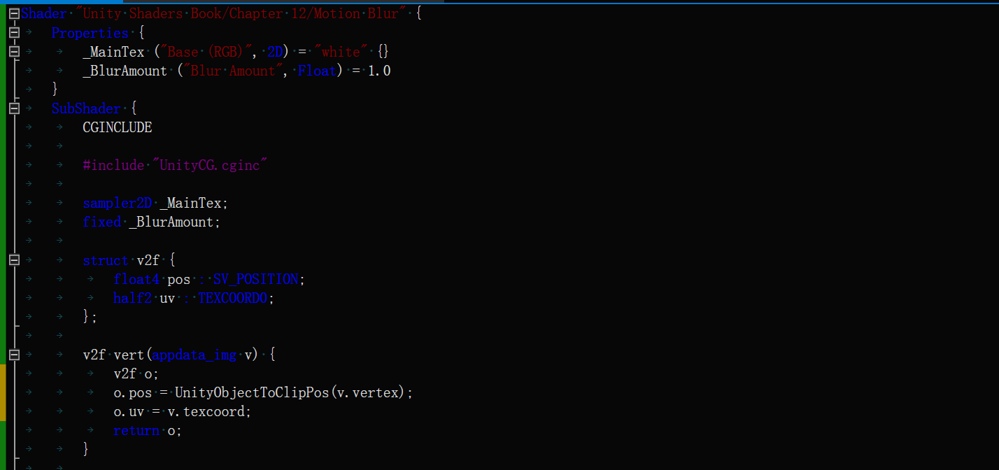 Shader "Unity Shaders Book/Chapter 12/Motion Blur" {
Properties {
_MainTex ("Base (RGB)", 2D) = "white" {}
_BlurAmount ("Blur Amount", Float) = 1.0
}
SubShader {
CGINCLUDE
#include "UnityCG.cginc"
sampler2D _MainTex;
fixed _BlurAmount;
struct v2f {
float4 pos : SV_POSITION;
half2 uv : TEXCOORD0;
};
v2f vert(appdata_img v) {
v2f o;
o.pos = UnityObjectToClipPos(v.vertex);
o.uv = v.texcoord;
return o;
}